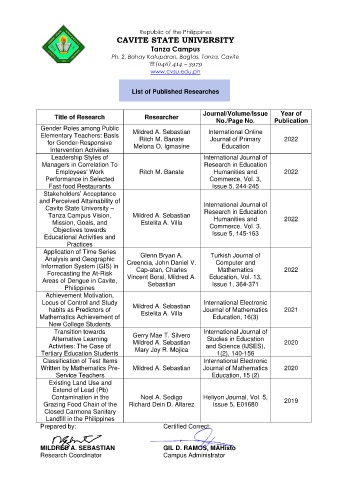 Republic of the Philippines
CAVITE STATE UNIVERSITY
Tanza Campus
Ph. 2, Bahay Katuparan, Bagtas, Tanza, Cavite
☏(046) 414 – 3979
www.cvsu.edu.ph
List of Published Researches
Title of Research
Researcher
Journal/Volume/Issue No./Page No.
Year of Publication
Gender Roles among Public
Elementary Teachers: Basis
for Gender-Responsive
Intervention Activities
Mildred A. Sebastian
Ritch M. Banate
Melona O. Igmasine
International Online
Journal of Primary
Education
2022
Leadership Styles of
Managers in Correlation To
Employees' Work
Performance in Selected
Fast-food Restaurants
Ritch M. Banate
International Journal of
Research in Education
Humanities and
Commerce, Vol. 3,
Issue 5, 244-245
2022
Stakeholders' Acceptance
and Perceived Attainability of
Cavite State University –
Tanza Campus Vision,
Mission, Goals, and
Objectives towards
Educational Activities and
Practices
Mildred A. Sebastian
Estelita A. Villa
International Journal of
Research in Education
Humanities and
Commerce, Vol. 3,
Issue 5, 145-163
2022
Application of Time Series
Analysis and Geographic
Information System (GIS) in
Forecasting the At-Risk
Areas of Dengue in Cavite,
Philippines
Glenn Bryan A.
Creencia, John Daniel V.
Cap-atan, Charles
Vincent Boral, Mildred A.
Sebastian
Turkish Journal of
Computer and
Mathematics
Education, Vol. 13,
Issue 1, 364-371
2022
Achievement Motivation,
Locus of Control and Study
habits as Predictors of
Mathematics Achievement of
New College Students
Mildred A. Sebastian
Estelita A. Villa
International Electronic
Journal of Mathematics
Education, 16(3)
2021
Transition towards
Alternative Learning
Activities: The Case of
Tertiary Education Students
Gerry Mae T. Silvero
Mildred A. Sebastian
Mary Joy R. Mojica
International Journal of
Studies in Education
and Science (IJSES),
1(2), 140-156
2020
Classification of Test Items
Written by Mathematics Pre-
Service Teachers
Mildred A. Sebastian
International Electronic
Journal of Mathematics
Education, 15 (2)
2020
Existing Land Use and
Extend of Lead (Pb)
Contamination in the
Grazing Food Chain of the
Closed Carmona Sanitary
Landfill in the Philippines
Noel A. Sedigo
Richard Dein D. Altarez
Heliyon Journal, Vol. 5,
Issue 5, E01680
2019
Prepared by:
Certified Correct:
MILDRED A. SEBASTIAN
GIL D. RAMOS, MAHisto
Research Coordinator
Campus Administrator